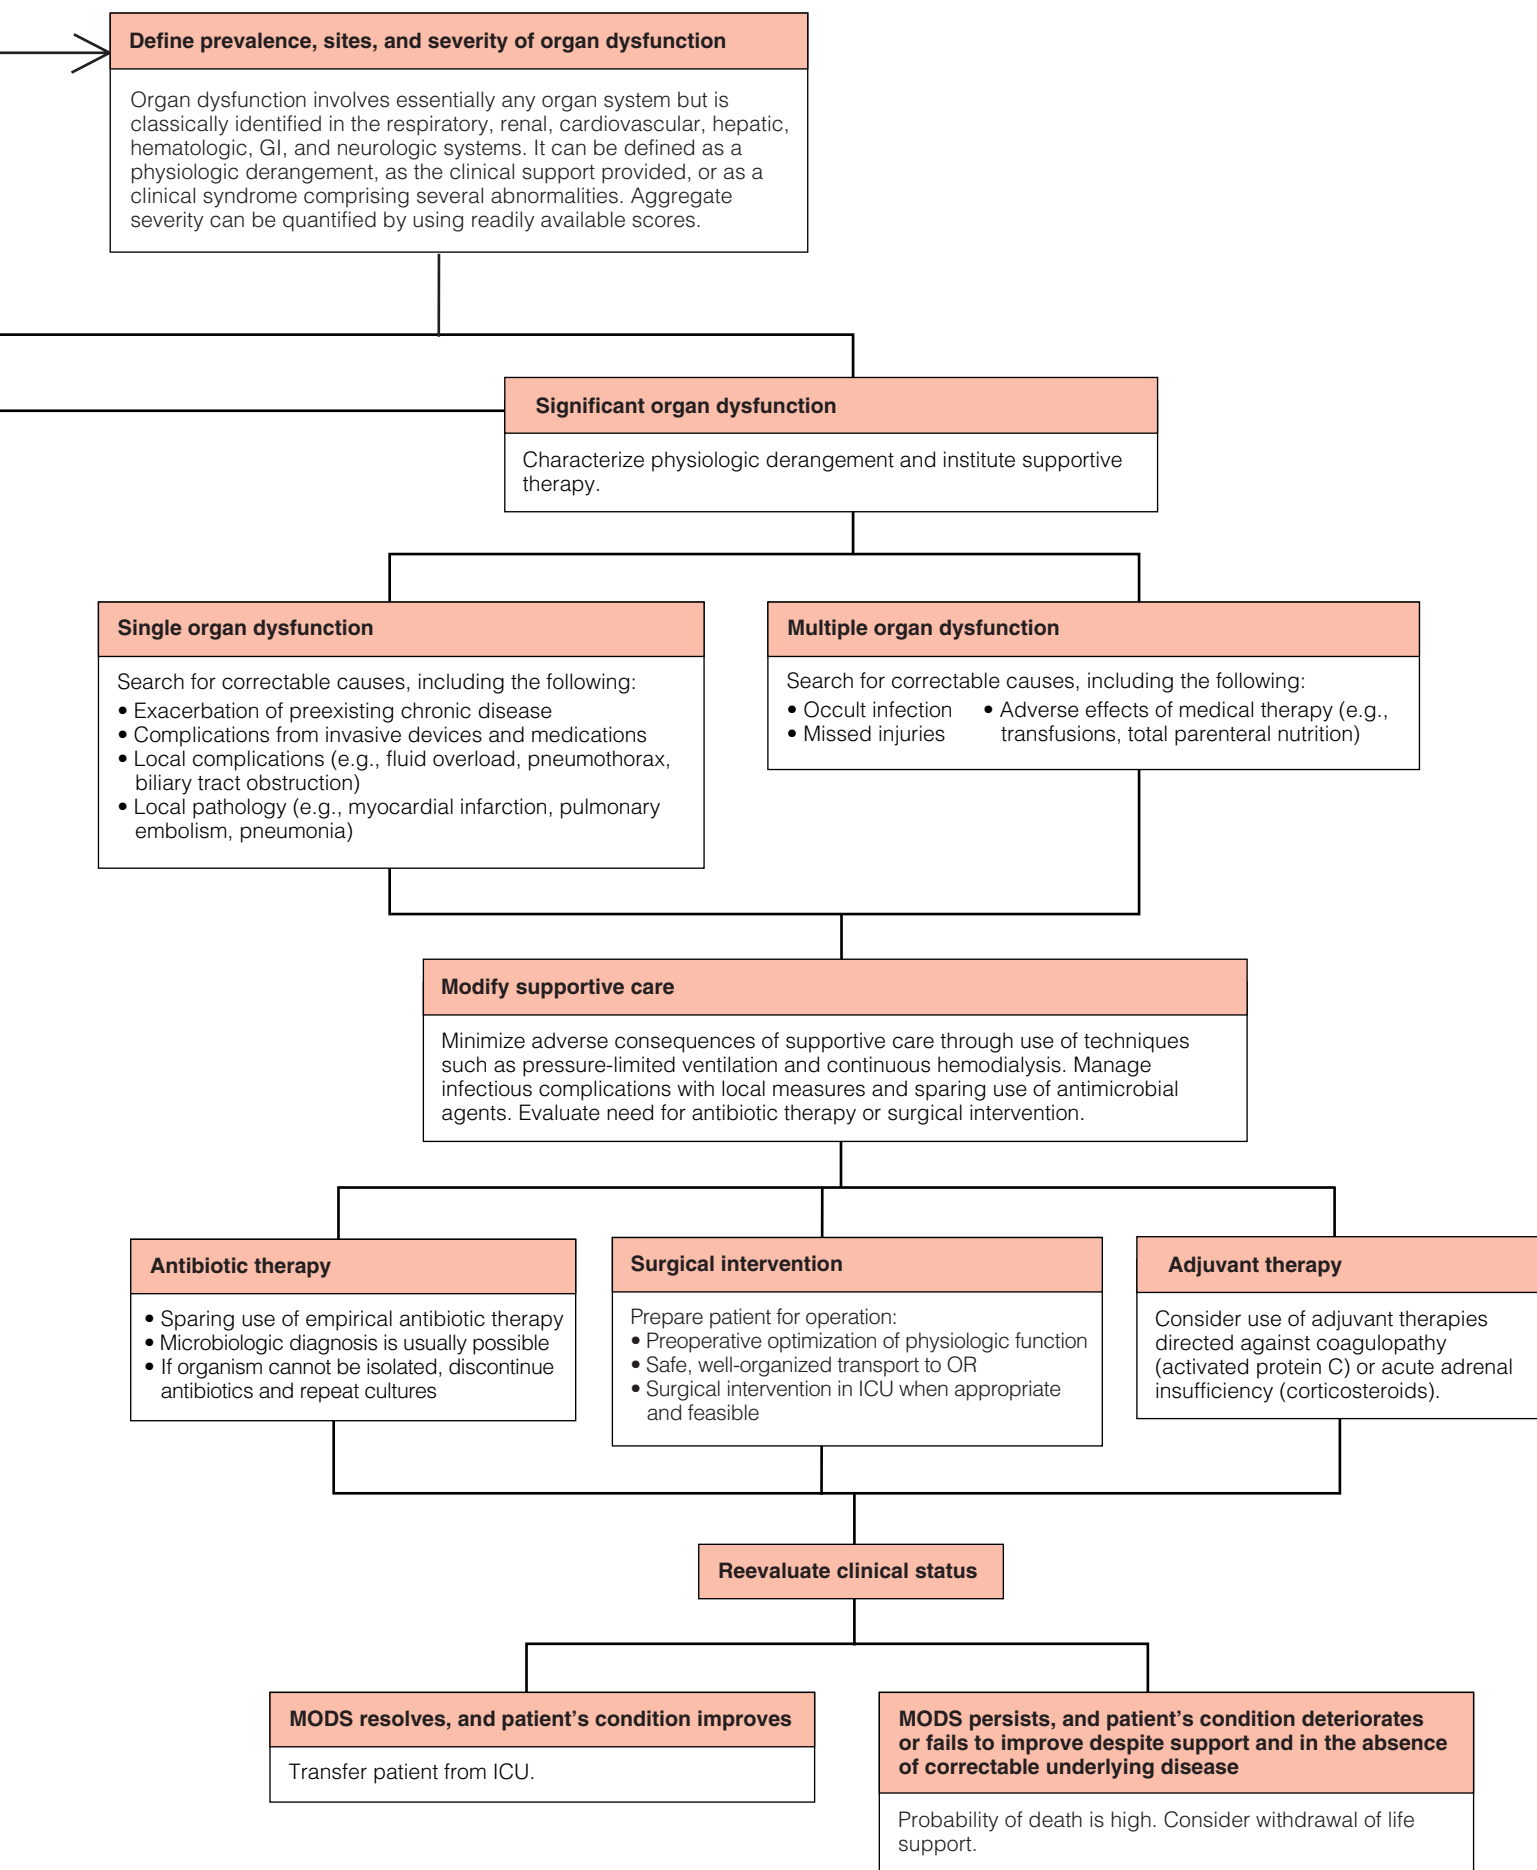 Define prevalence, sites, and severity of organ dysfunction
Organ dysfunction involves essentially any organ system but is
classically identified in the respiratory, renal, cardiovascular, hepatic,
hematologic, GI, and neurologic systems. It can be defined as a
physiologic derangement, as the clinical support provided, or as a
clinical syndrome comprising several abnormalities. Aggregate
severity can be quantified by using readily available scores.
Significant organ dysfunction
Characterize physiologic derangement and institute supportive
therapy.
Single organ dysfunction
Search for correctable causes, including the following:
• Exacerbation of preexisting chronic disease
• Complications from invasive devices and medications
• Local complications (e.g., fluid overload, pneumothorax,
biliary tract obstruction)
• Local pathology (e.g., myocardial infarction, pulmonary
embolism, pneumonia)
Multiple organ dysfunction
Search for correctable causes, including the following:
• Occult infection
• Missed injuries
• Adverse effects of medical therapy (e.g.,
transfusions, total parenteral nutrition)
Modify supportive care
Minimize adverse consequences of supportive care through use of techniques
such as pressure-limited ventilation and continuous hemodialysis. Manage
infectious complications with local measures and sparing use of antimicrobial
agents. Evaluate need for antibiotic therapy or surgical intervention.
Antibiotic therapy
• Sparing use of empirical antibiotic therapy
• Microbiologic diagnosis is usually possible
• If organism cannot be isolated, discontinue
antibiotics and repeat cultures
Surgical intervention
Prepare patient for operation:
• Preoperative optimization of physiologic function
• Safe, well-organized transport to OR
• Surgical intervention in ICU when appropriate
and feasible
Adjuvant therapy
Consider use of adjuvant therapies
directed against coagulopathy
(activated protein C) or acute adrenal
insufficiency (corticosteroids).
Reevaluate clinical status
MODS resolves, and patient’s condition improves
Transfer patient from ICU.
MODS persists, and patient’s condition deteriorates
or fails to improve despite support and in the absence
of correctable underlying disease
Probability of death is high. Consider withdrawal of life
support.